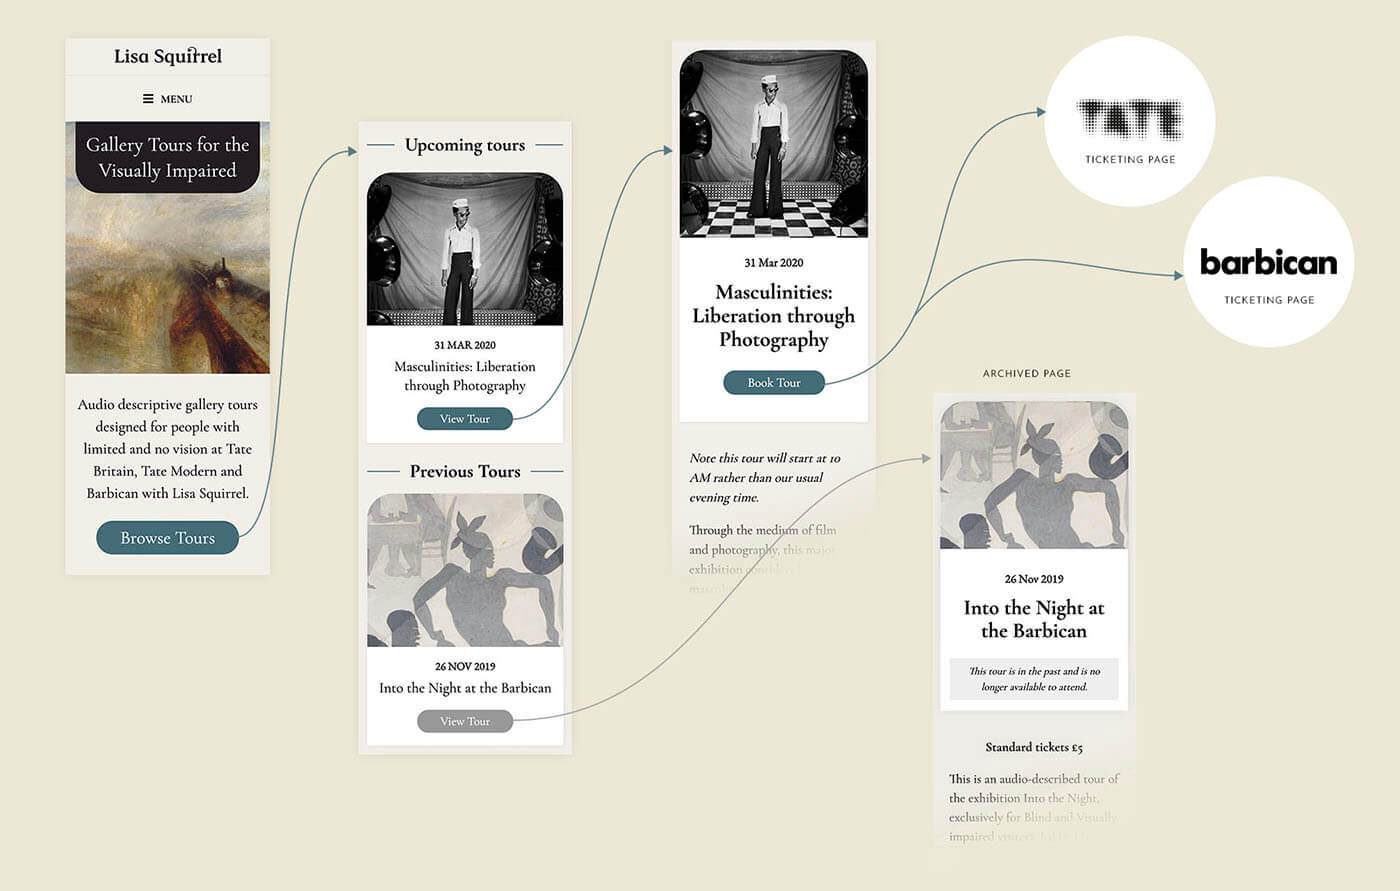 Lisa Squirrel
MENU
Gallery Tours for the
Visually Impaired
Audio descriptive gallery tours
designed for people with
limited and no vision at Tate
Britain, Tate Modern and
Barbican with Lisa Squirrel.
Browse Tours
Upcoming tours
31 MAR 2020
Masculinities: Liberation
through Photography
View Tour
Previous Tours
26 NOV 2019
Into the Night at the Barbican
View Tour
31 Mar 2020
Masculinities:
Liberation through
Photography
Book Tour
Note this tour will start at 10
AM rather than our usual
evening time.
Through the medium of film
and photography, this major
exhibition
TATE
TICKETING PAGE
barbican
TICKETING PAGE
ARCHIVED PAGE
26 Nov 2019
Into the Night at
the Barbican
This tour is in the past and is no
longer available to attend.
Standard tickets £5
This is an audio-described tour of
the exhibition Into the Night,
exclusively for Blind and Visually
impaired visitors.